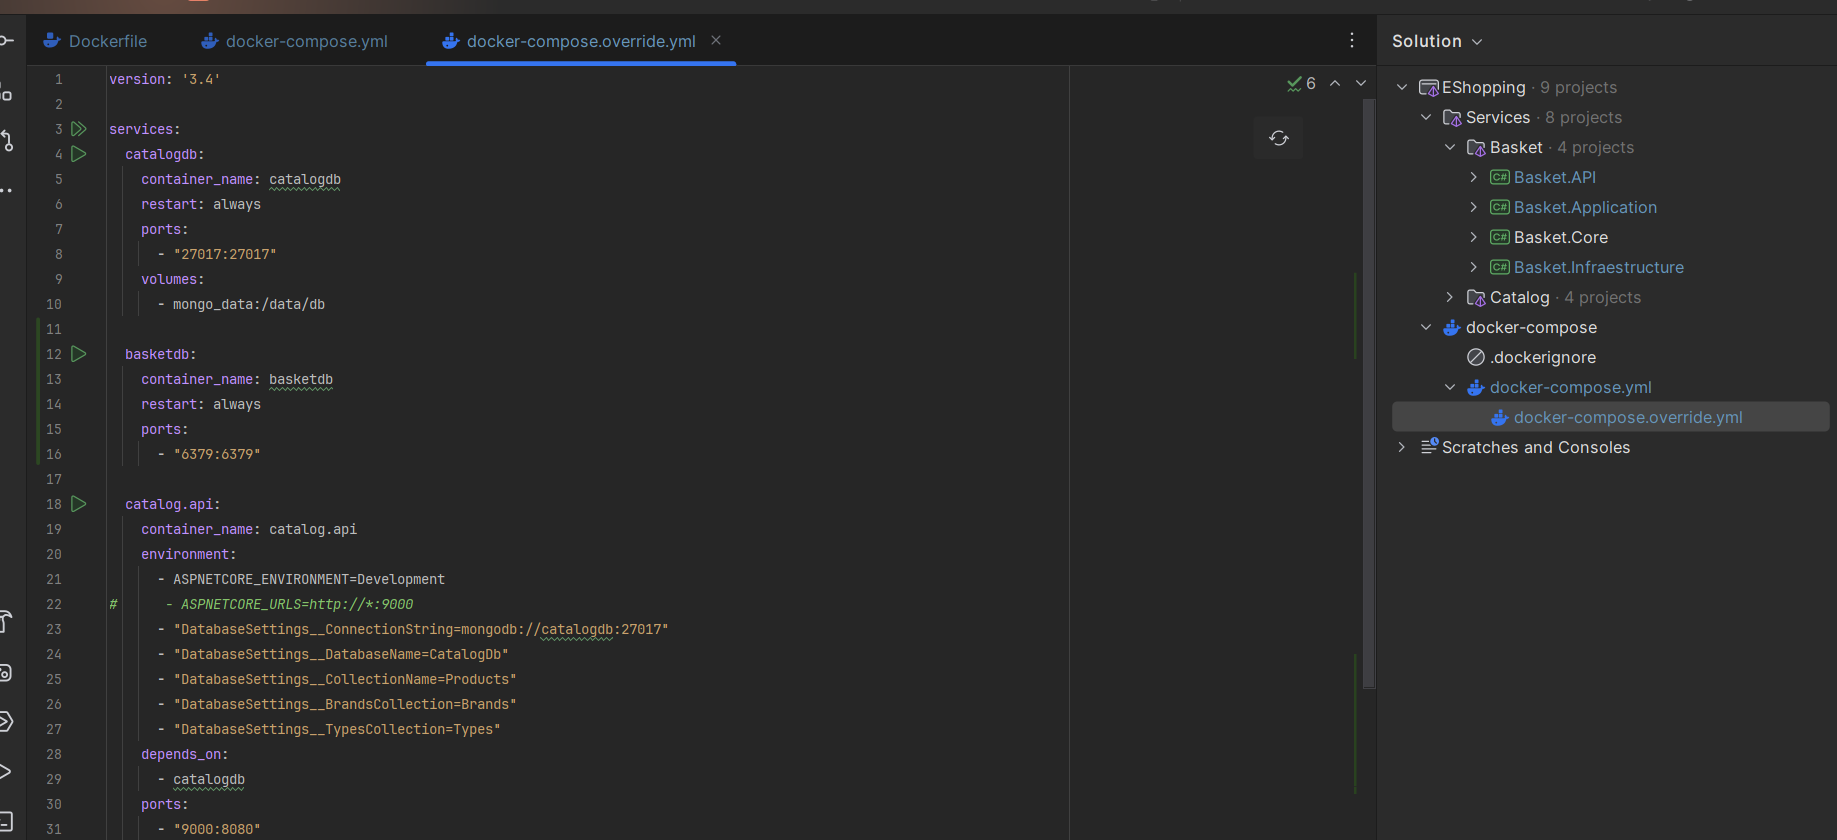 Dockerfile
docker-compose.yml
docker-compose.override.yml
1 version: '3.4'
2
3 services:
4 catalogdb:
5 container_name: catalogdb
6 restart: always
7 ports:
8 - "27017:27017"
9 volumes:
10 - mongo_data:/data/db
11
12 basketdb:
13 container_name: basketdb
14 restart: always
15 ports:
16 - "6379:6379"
17
18 catalog.api:
19 container_name: catalog.api
20 environment:
21 - ASPNETCORE_ENVIRONMENT=Development
22 # - ASPNETCORE_URLS=http://*:9000
23 - "DatabaseSettings__ConnectionString=mongodb://catalogdb:27017"
24 - "DatabaseSettings__DatabaseName=CatalogDb"
25 - "DatabaseSettings__CollectionName=Products"
26 - "DatabaseSettings__BrandsCollection=Brands"
27 - "DatabaseSettings__TypesCollection=Types"
28 depends_on:
29 - catalogdb
30 ports:
31 - "9000:8080"
6
Solution
EShopping · 9 projects
Services · 8 projects
Basket · 4 projects
C# Basket.API
C# Basket.Application
C# Basket.Core
C# Basket.Infraestructure
Catalog · 4 projects
docker-compose
.dockerignore
docker-compose.yml
docker-compose.override.yml
Scratches and Consoles